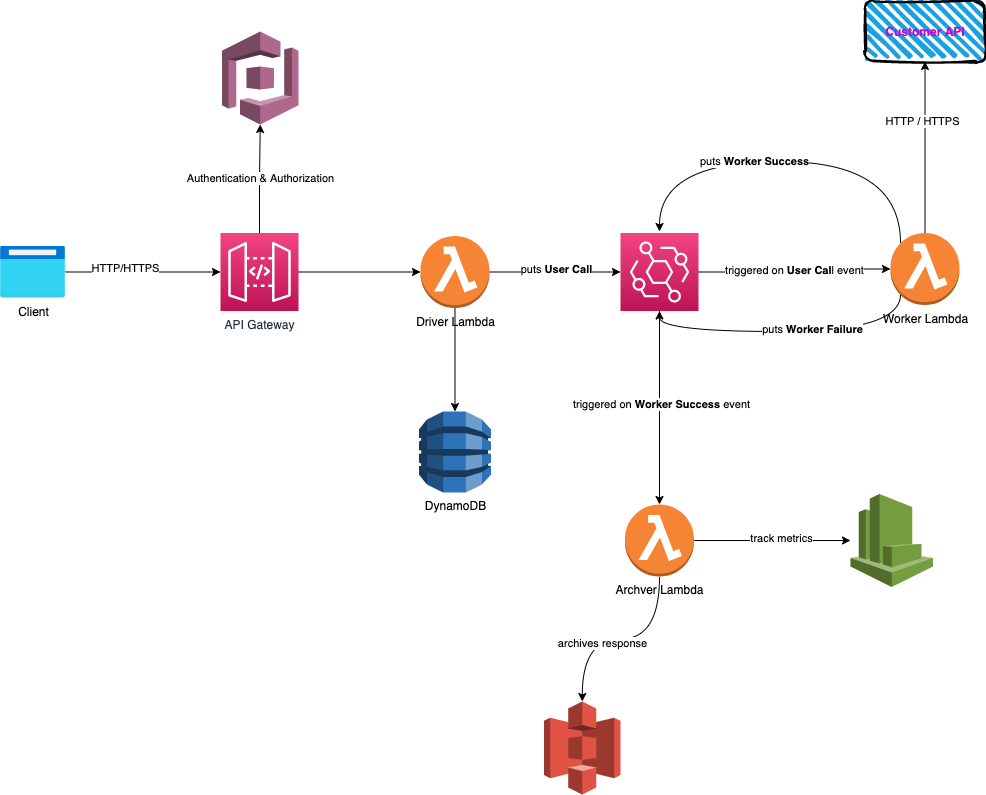 Customer API
HTTP / HTTPS
puts Worker Success
Authentication & Authorization
HTTP/HTTPS
puts User Call
triggered on User Call event
Client
API Gateway
Driver Lambda
Worker Lambda
puts Worker Failure
triggered on Worker Success event
DynamoDB
track metrics
Archver Lambda
archives response